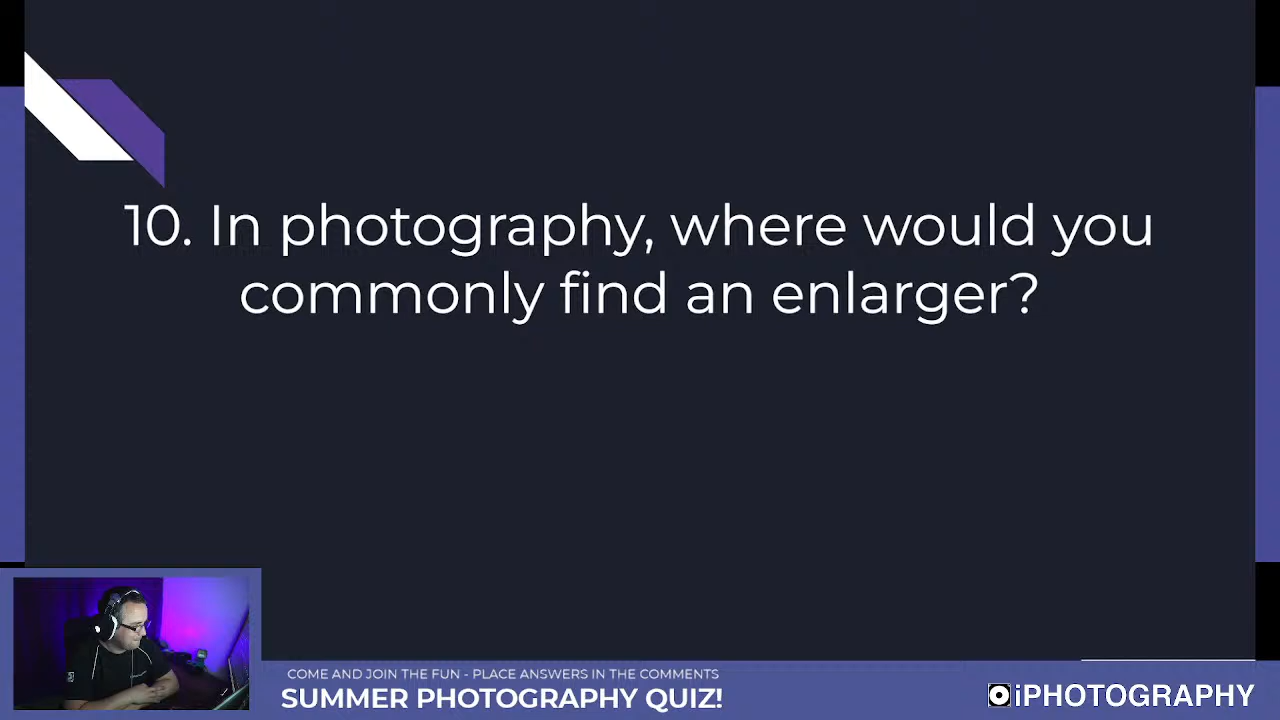 10. In photography, where would you
commonly find an enlarger?
COME AND JOIN THE FUN - PLACE ANSWERS IN THE COMMENTS
SUMMER PHOTOGRAPHY QUIZ!
iPHOTOGRAPHY